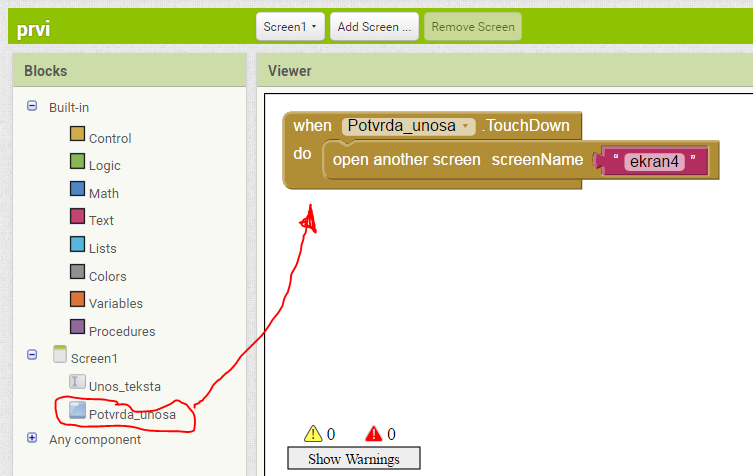 prvi
Screen1 Add Screen ... Remove Screen
Blocks
Viewer
Built-in
Control
Logic
Math
Text
Lists
Colors
Variables
Procedures
Screen1
Unos_teksta
Potvrda_unosa
Any component
when Potvrda_unosa .TouchDown
do open another screen screenName " ekran4 "
0 0
Show Warnings